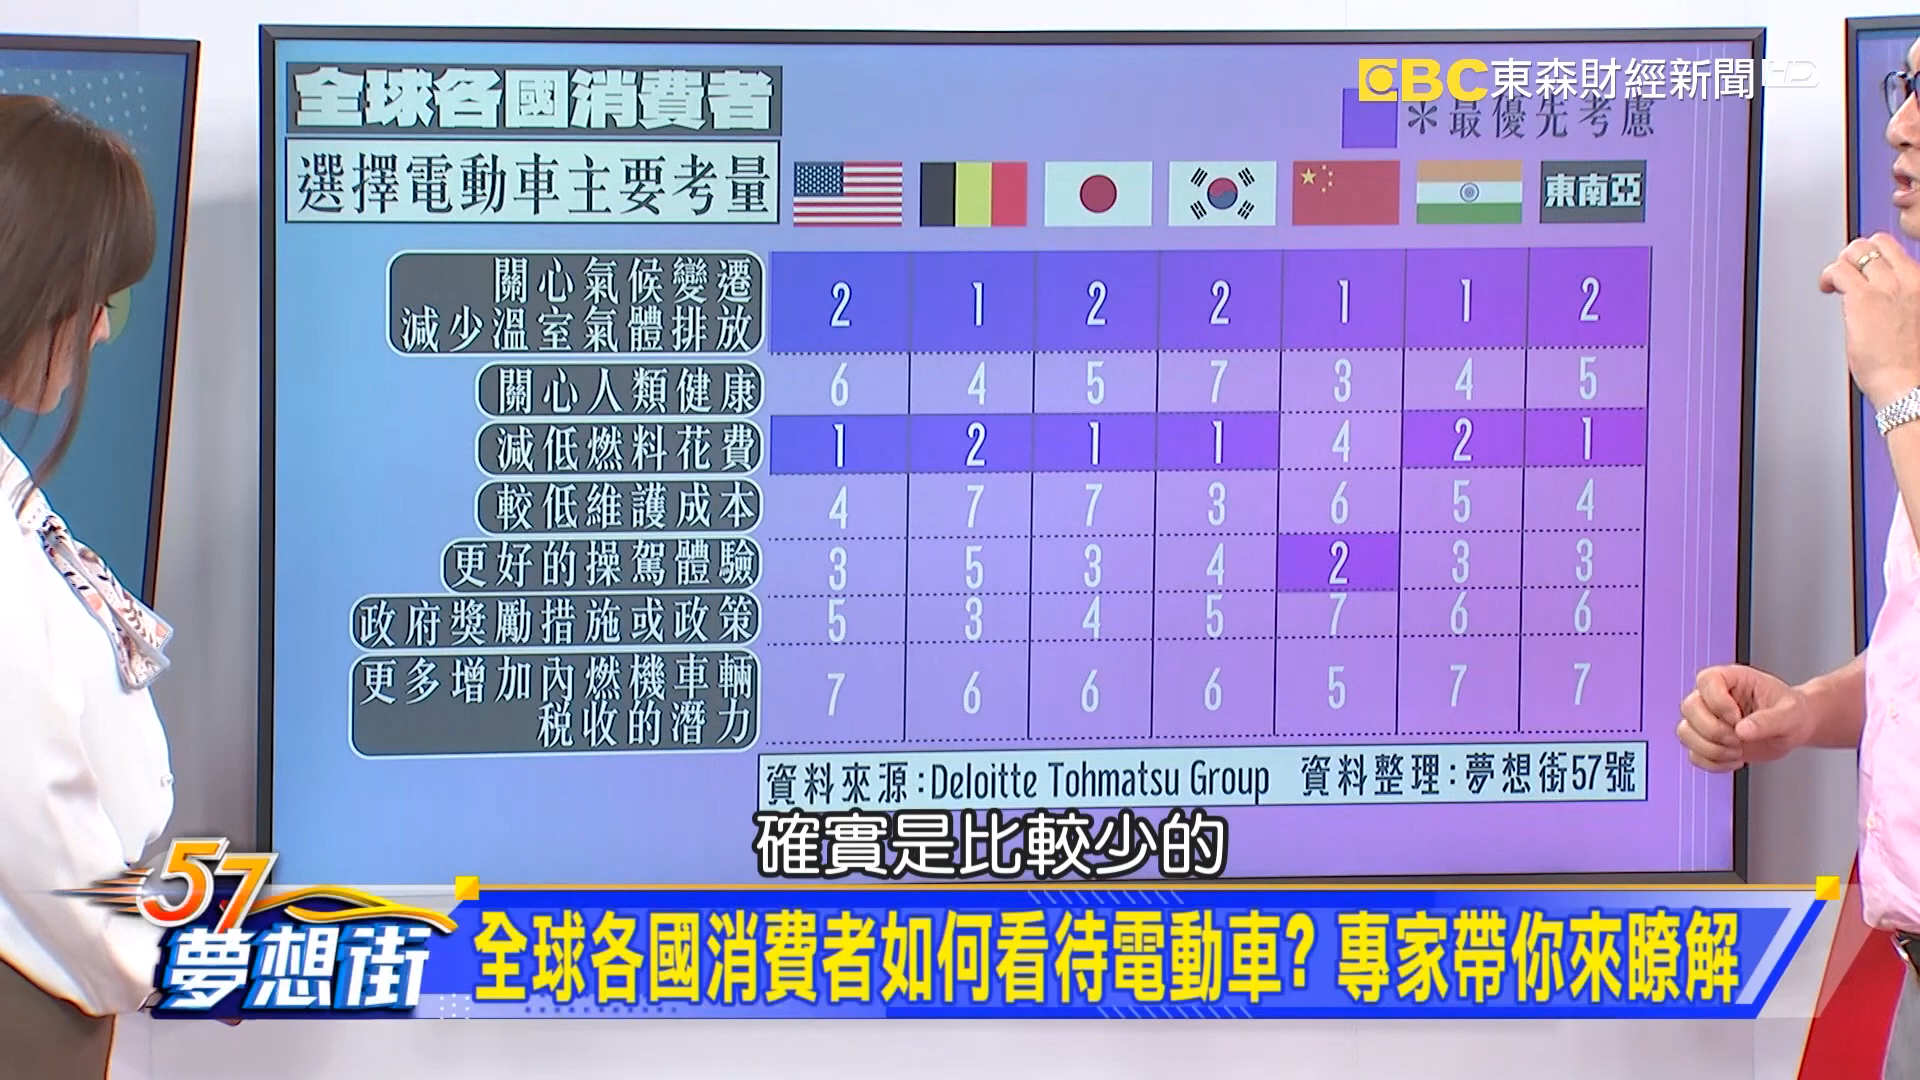 EBC東森財經新聞HD
全球各國消費者
*最優先考慮
選擇電動車主要考量
東南亞
關心氣候變遷
減少溫室氣體排放
2 1 2 2 1 1 2
關心人類健康 6 4 5 7 3 4 5
減低燃料花費 1 2 1 1 4 2 1
較低維護成本 4 7 7 3 6 5 4
更好的操駕體驗 3 5 3 4 2 3 3
政府獎勵措施或政策 5 3 4 5 7 6 6
更多增加內燃機車輛
稅收的潛力
7 6 6 6 5 7 7
資料來源:Deloitte Tohmatsu Group 資料整理:夢想街57號
確實是比較少的
57
夢想街
全球各國消費者如何看待電動車?專家帶你來瞭解